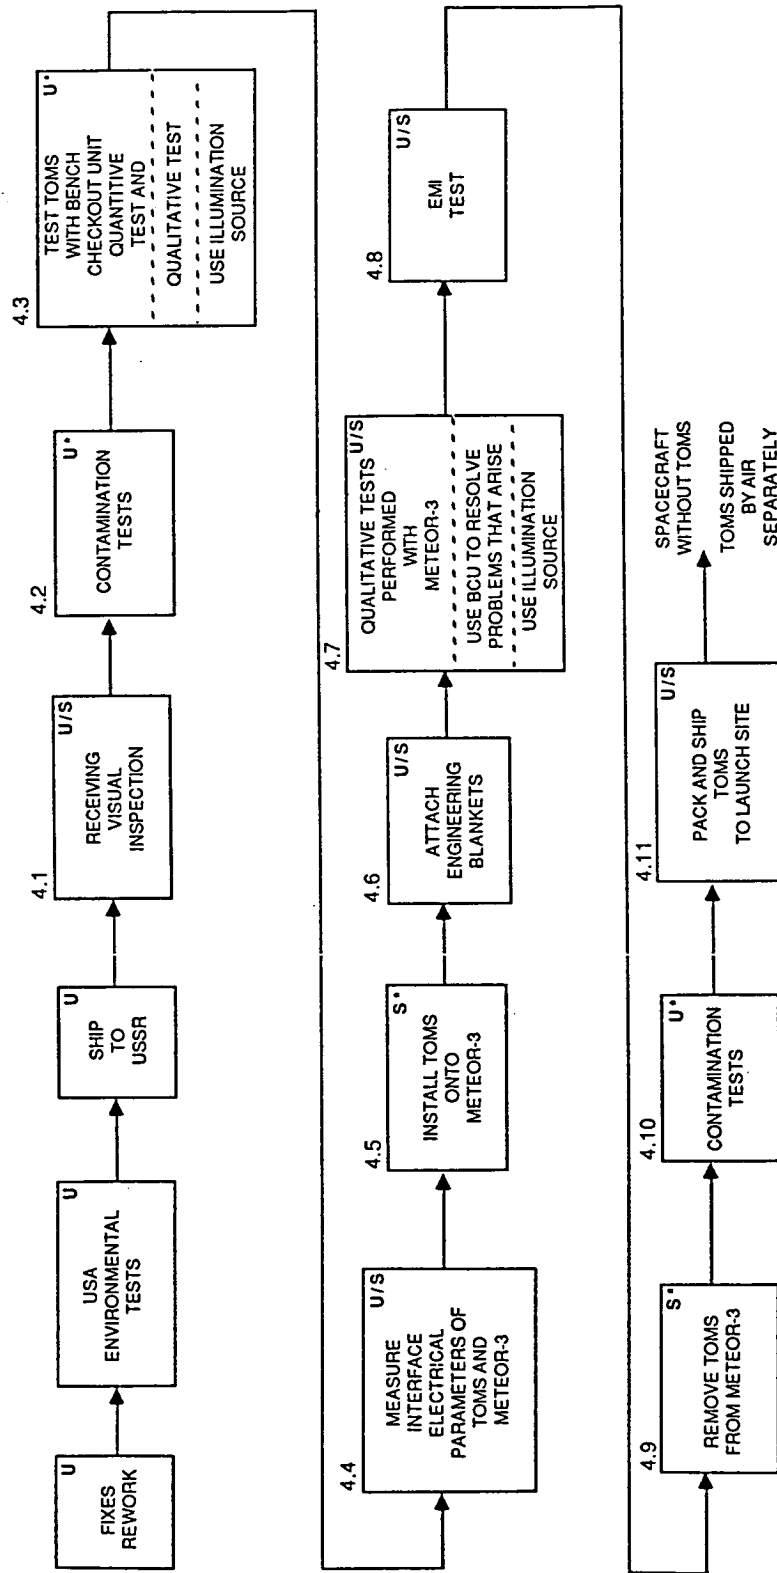 U
FIXES
REWORK
U
USA
ENVIRONMENTAL
TESTS
U
SHIP
TO
USSR
4.1
U/S
RECEIVING
VISUAL
INSPECTION
4.2
U*
CONTAMINATION
TESTS
4.3
U*
TEST TOMS
WITH BENCH
CHECKOUT UNIT
QUANTITIVE
TEST AND
QUALITATIVE TEST
USE ILLUMINATION
SOURCE
4.4
U/S
MEASURE
INTERFACE
ELECTRICAL
PARAMETERS OF
TOMS AND
METEOR-3
4.5
S*
INSTALL TOMS
ONTO
METEOR-3
4.6
U/S
ATTACH
ENGINEERING
BLANKETS
4.7
U/S
QUALITATIVE TESTS
PERFORMED
WITH
METEOR-3
USE BCU TO RESOLVE
PROBLEMS THAT ARISE
USE ILLUMINATION
SOURCE
4.8
U/S
EMI
TEST
4.9
S*
REMOVE TOMS
FROM METEOR-3
4.10
U*
CONTAMINATION
TESTS
4.11
U/S
PACK AND SHIP
TOMS
TO LAUNCH SITE
SPACECRAFT
WITHOUT TOMS
TOMS SHIPPED
BY AIR
SEPARATELY